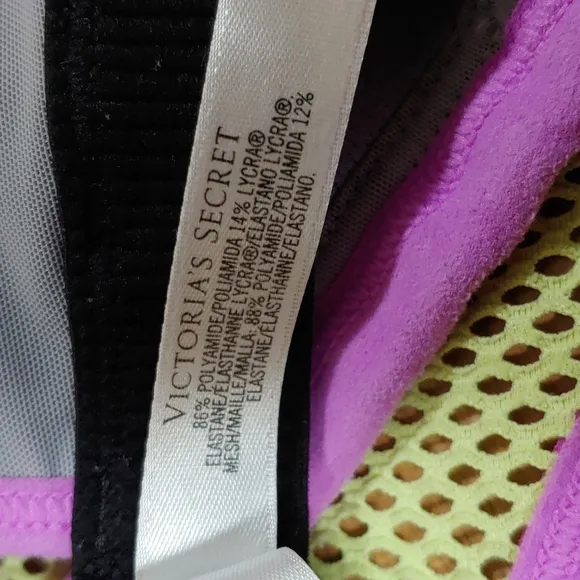 VICTORIA'S SECRET
86% POLYAMIDE/POLIAMIDA 14% LYCRA®
ELASTANE/ELASTHANNE LYCRA®/ELASTANO LYCRA®.
MESH/MAILLE/MALLA: 88% POLYAMIDE/POLIAMIDA 12%
ELASTANE/ELASTHANNE/ELASTANO.